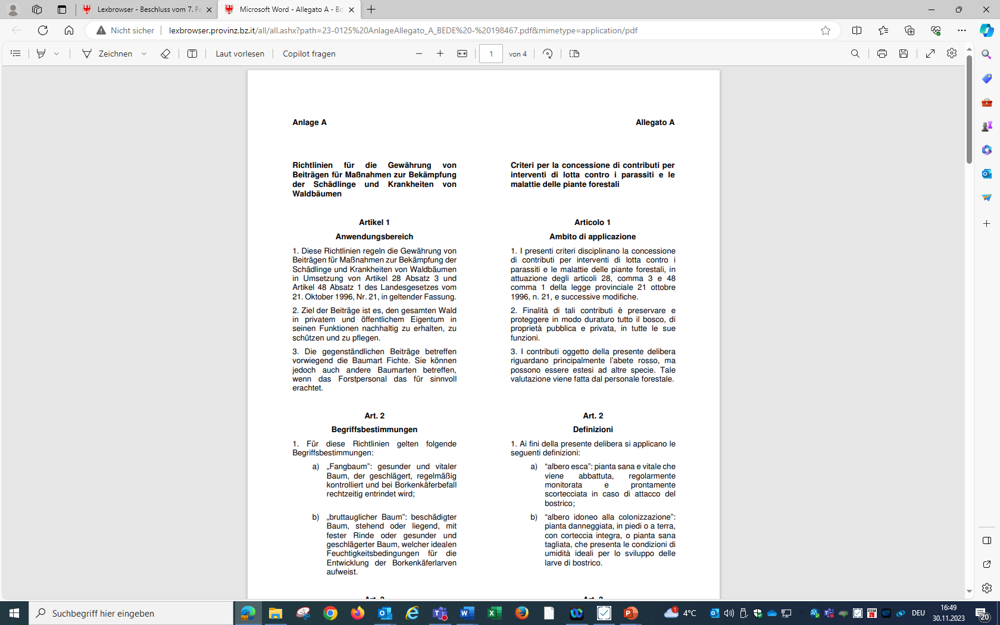 Lexbrowser - Beschluss vom 7. Fe
Microsoft Word - Allegato A - Bo
Nicht sicher
lexbrowser.provinz.bz.it/all/all.ashx?path=23-0125%20AnlageAllegato_A_BEDE%20-%20198467.pdf&mimetype=application/pdf
Zeichnen
Laut vorlesen
Copilot fragen
1
von 4
Anlage A
Richtlinien für die Gewährung von
Beiträgen für Maßnahmen zur Bekämpfung
der Schädlinge und Krankheiten von
Waldbäumen
Artikel 1
Anwendungsbereich
1. Diese Richtlinien regeln die Gewährung von
Beiträgen für Maßnahmen zur Bekämpfung der
Schädlinge und Krankheiten von Waldbäumen
in Umsetzung von Artikel 28 Absatz 3 und
Artikel 48 Absatz 1 des Landesgesetzes vom
21. Oktober 1996, Nr. 21, in geltender Fassung.
2. Ziel der Beiträge ist es, den gesamten Wald
in privatem und öffentlichem Eigentum in
seinen Funktionen nachhaltig zu erhalten, zu
schützen und zu pflegen.
3. Die gegenständlichen Beiträge betreffen
vorwiegend die Baumart Fichte. Sie können
jedoch auch andere Baumarten betreffen,
wenn das Forstpersonal das für sinnvoll
erachtet.
Art. 2
Begriffsbestimmungen
1. Für diese Richtlinien gelten folgende
Begriffsbestimmungen:
a) „Fangbaum”: gesunder und vitaler
Baum, der geschlägert, regelmäßig
kontrolliert und bei Borkenkäferbefall
rechtzeitig entrindet wird;
b) „bruttauglicher Baum”: beschädigter
Baum, stehend oder liegend, mit
fester Rinde oder gesunder und
geschlägerter Baum, welcher idealen
Feuchtigkeitsbedingungen für die
Entwicklung der Borkenkäferlarven
aufweist.
Art. 3
Allegato A
Criteri per la concessione di contributi per
interventi di lotta contro i parassiti e le
malattie delle piante forestali
Articolo 1
Ambito di applicazione
1. I presenti criteri disciplinano la concessione
di contributi per interventi di lotta contro i
parassiti e le malattie delle piante forestali, in
attuazione degli articoli 28, comma 3 e 48
comma 1 della legge provinciale 21 ottobre
1996, n. 21, e successive modifiche.
2. Finalità di tali contributi è preservare e
proteggere in modo duraturo tutto il bosco, di
proprietà pubblica e privata, in tutte le sue
funzioni.
3. I contributi oggetto della presente delibera
riguardano principalmente l’abete rosso, ma
possono essere estesi ad altre specie. Tale
valutazione viene fatta dal personale forestale.
Art. 2
Definizioni
1. Ai fini della presente delibera si applicano le
seguenti definizioni:
a) “albero esca”: pianta sana e vitale che
viene abbattuta, regolarmente
monitorata e prontamente
scortecciata in caso di attacco del
bostrico;
b) “albero idoneo alla colonizzazione”:
pianta danneggiata, in piedi o a terra,
con corteccia integra, o pianta sana
tagliata, che presenta le condizioni di
umidità ideali per lo sviluppo delle
larve di bostrico.
Art. 3
Suchbegriff hier eingeben
1
4°C
DEU
16:49
30.11.2023
20